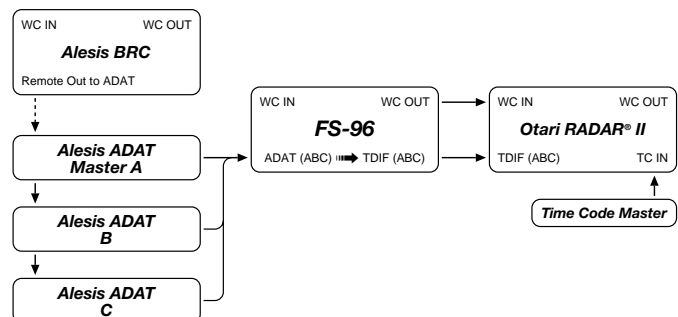 WC IN WC OUT
Alesis BRC
Remote Out to ADAT
Alesis ADAT
Master A
Alesis ADAT
B
Alesis ADAT
C
WC IN WC OUT
FS-96
ADAT (ABC) TDIF (ABC)
WC IN WC OUT
Otari RADAR® II
TDIF (ABC) TC IN
Time Code Master